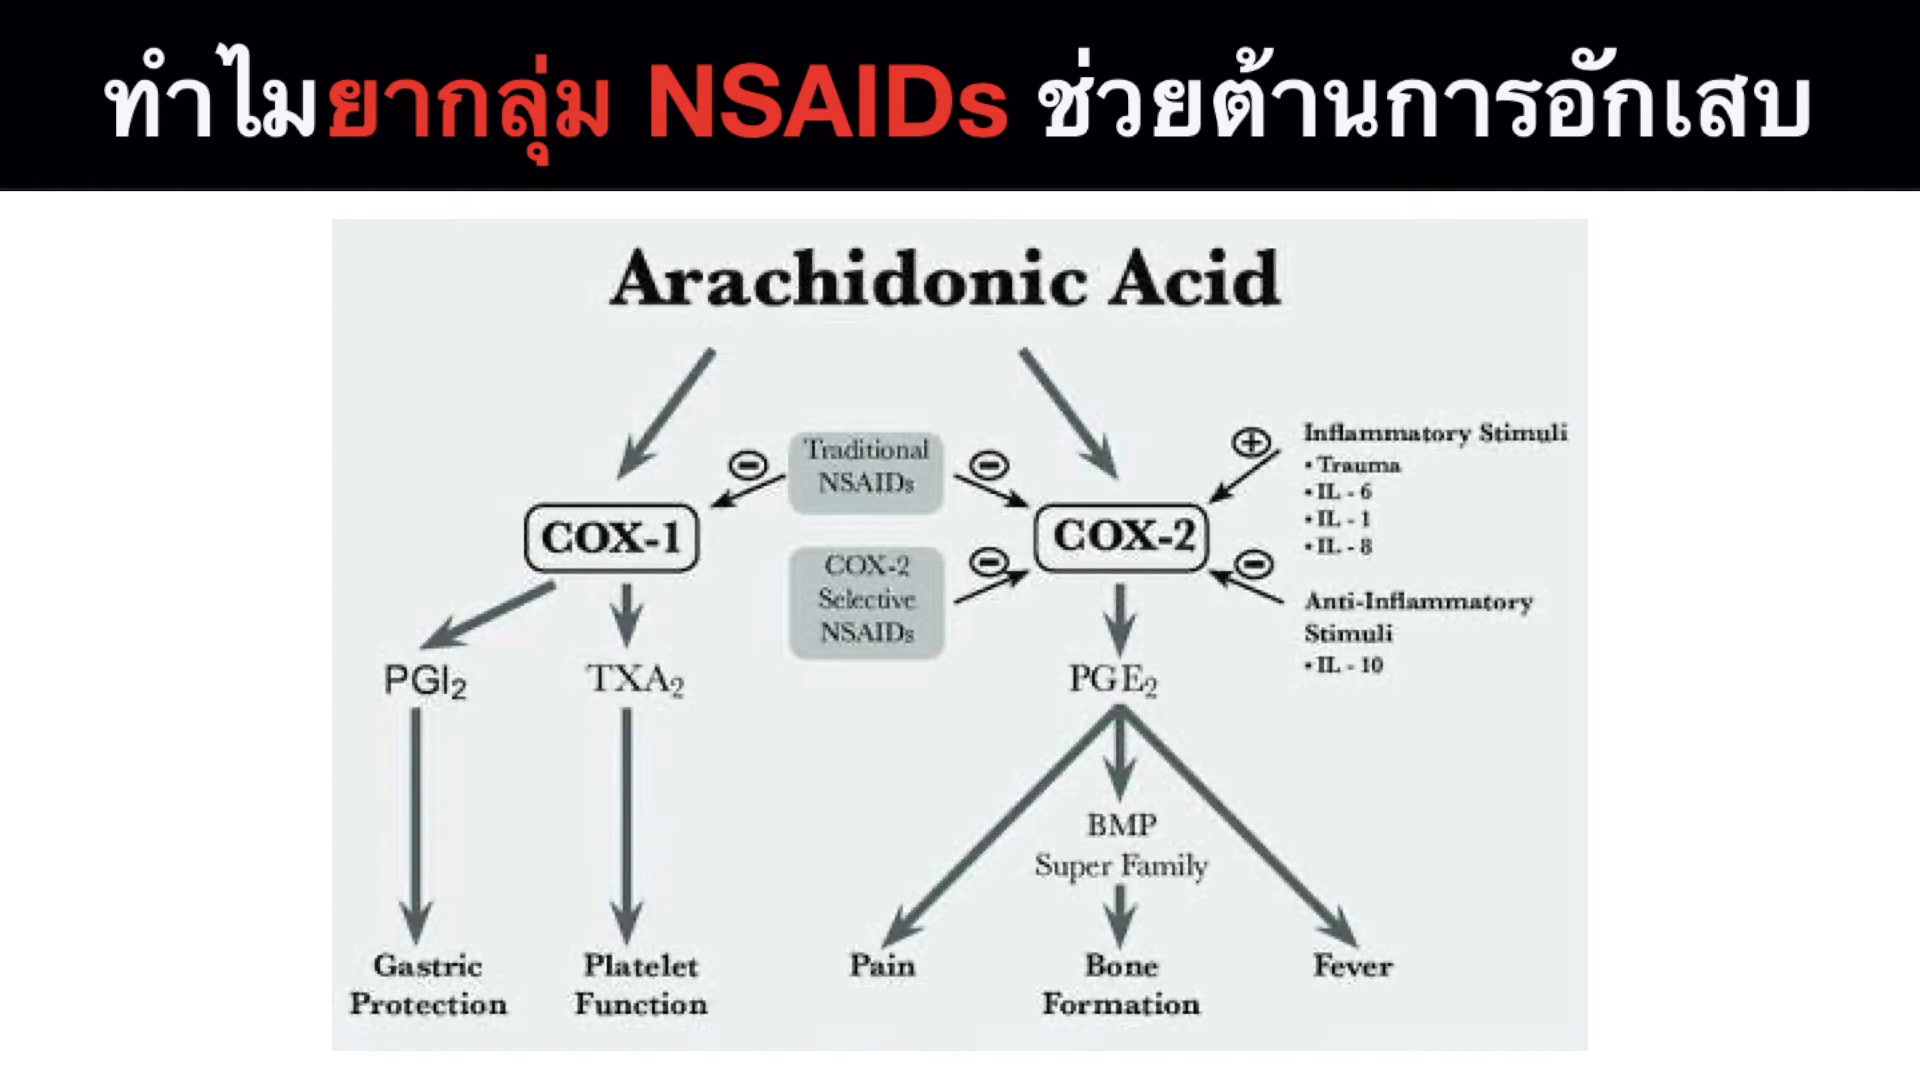 ทำไมยากลุ่ม NSAIDs ช่วยต้านการอักเสบ
Arachidonic Acid
Traditional
NSAIDs
COX-1
COX-2
COX-2
Selective
NSAIDs
Inflammatory Stimuli
• Trauma
• IL - 6
• IL - 1
• IL - 8
Anti-Inflammatory
Stimuli
• IL - 10
PGI₂
TXA₂
PGE₂
BMP
Super Family
Gastric
Protection
Platelet
Function
Pain
Bone
Formation
Fever